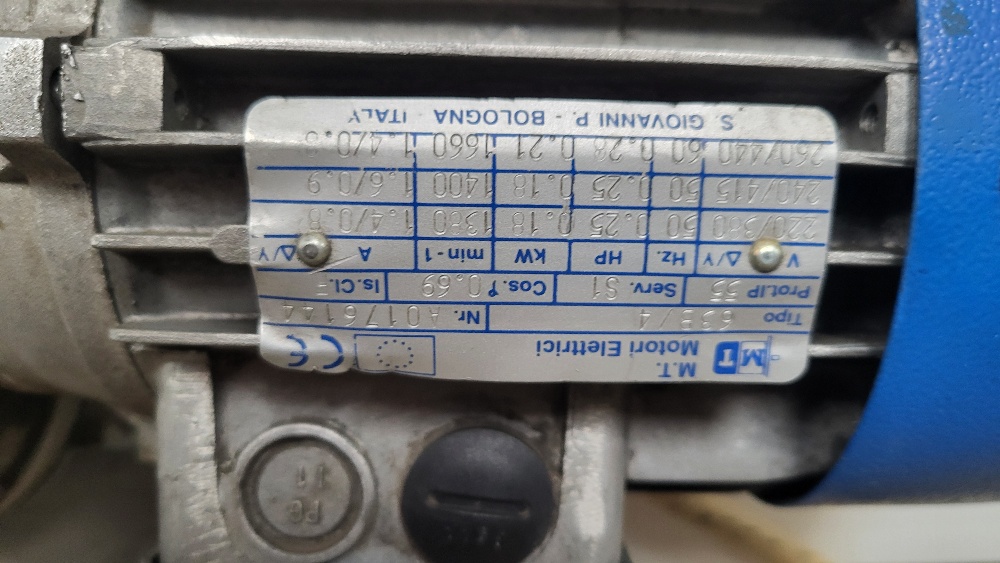 M.T.
MT Motori Elettrici CE
Tipo 63B/4 Nr. A0176144
Prot.IP 55 Serv. S1 Cos.φ 0.69 Is.Cl. F
V Δ/Y Hz. HP kW min-1 A Δ/Y
220/380 50 0.25 0.18 1380 1.4/0.8
240/415 50 0.25 0.18 1400 1.6/0.9
260/440 60 0.28 0.21 1660 1.4/0.8
S. GIOVANNI P. - BOLOGNA - ITALY
PG
11